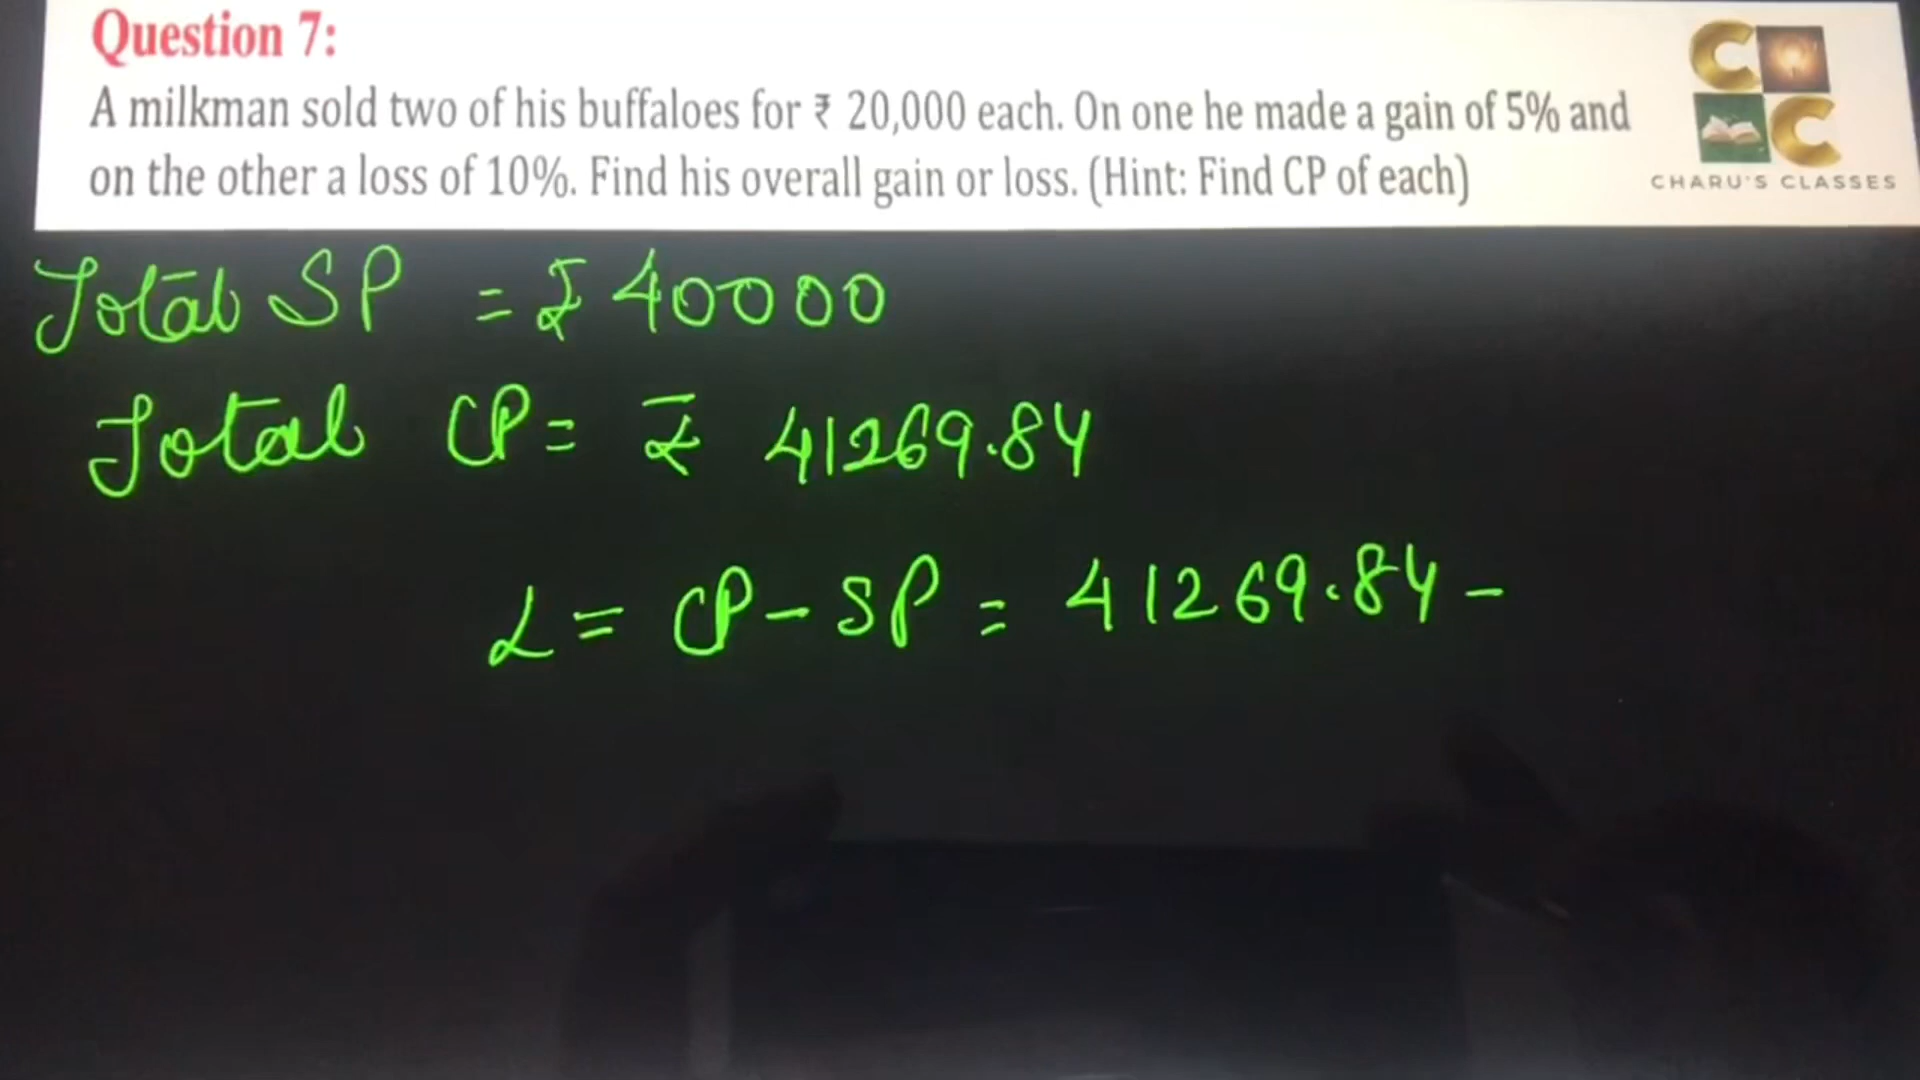 Question 7:
A milkman sold two of his buffaloes for ₹ 20,000 each. On one he made a gain of 5% and
on the other a loss of 10%. Find his overall gain or loss. (Hint: Find CP of each)
C C
CHARU'S CLASSES
Total SP = ₹ 40000
Total CP = ₹ 41269.84
L = CP - SP = 41269.84 -